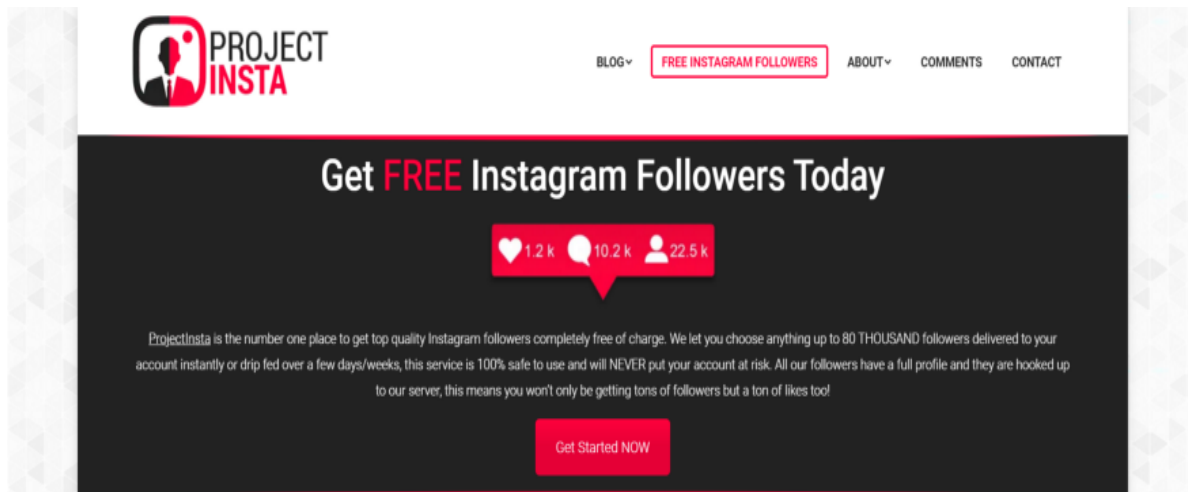 PROJECT
INSTA
BLOG FREE INSTAGRAM FOLLOWERS ABOUT COMMENTS CONTACT
Get FREE Instagram Followers Today
1.2 k 10.2 k 22.5 k
ProjectInsta is the number one place to get top quality Instagram followers completely free of charge. We let you choose anything up to 80 THOUSAND followers delivered to your
account instantly or drip fed over a few days/weeks, this service is 100% safe to use and will NEVER put your account at risk. All our followers have a full profile and they are hooked up
to our server, this means you won't only be getting tons of followers but a ton of likes too!
Get Started NOW